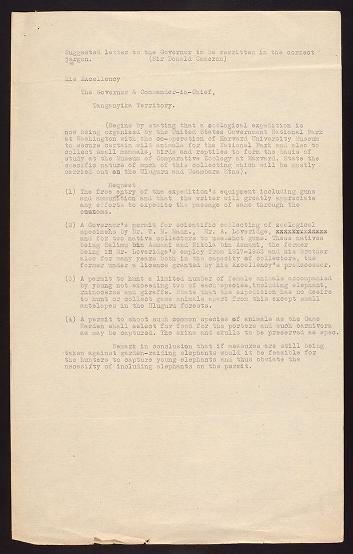 Suggested letter to the Governor to be rewritten in the correct
jargon. (Sir Donald Cameron)
His Excellency
The Governor & Commander-in-Chief,
Tanganyika Territory.
(Begins by stating that a zoological expedition is
now being organized by the United States Government National Park
at Washington with the co-operation of Harvard University Museum
to secure certain wild animals for the National Park and also to
collect small mammals, birds and reptiles to form the basis of
study at the Museum of Comparative Zoology at Harvard. State the
specific nature of much of this collecting which will be mostly
carried out on the Uluguru and Usambara Mtns).
Request
(1) The free entry of the expedition's equipment including guns
and ammunition and that the writer will greatly appreciate
any efforts to expedite the passage of same through the
customs.
(2) A Governor's permit for scientific collecting of zoological
specimens by Dr. W. M. Mann, Mr. A. Loveridge,
and for two native collectors to use shot guns. These natives
being Salimu bin Asmani and Nikola bin Asmani, the former
being in Mr. Loveridge's employ from 1917-1923 and his brother
also for many years both in the capacity of collectors, the
former under a licence granted by His Excellency's predecessor.
(3) A permit to hunt a limited number of female animals accompanied
by young not exceeding two of each species, including elephant,
rhinoceros and giraffe. State that the expedition has no desire
to hunt or collect game animals apart from this except small
antelopes in the Uluguru forests.
(4) A permit to shoot such common species of animals as the Game
Warden shall select for food for the porters and such carnivora
as may be captured. The skins and skulls to be preserved as spec.
Remark in conclusion that if measures are still being
taken against garden-raiding elephants would it be feasible for
the hunters to capture young elephants and thus obviate the
necessity of including elephants on the permit.